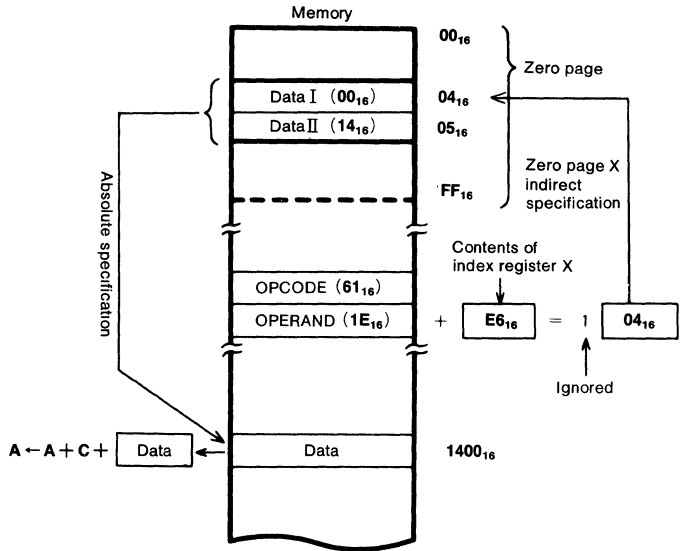 Memory
00₁₆
Zero page
Data I (00₁₆)
04₁₆
Data II (14₁₆)
05₁₆
Zero page X
indirect
specification
FF₁₆
Absolute specification
Contents of
index register X
OPCODE (61₁₆)
OPERAND (1E₁₆)
+
E6₁₆
=
1
04₁₆
Ignored
A ← A + C +
Data
Data
1400₁₆